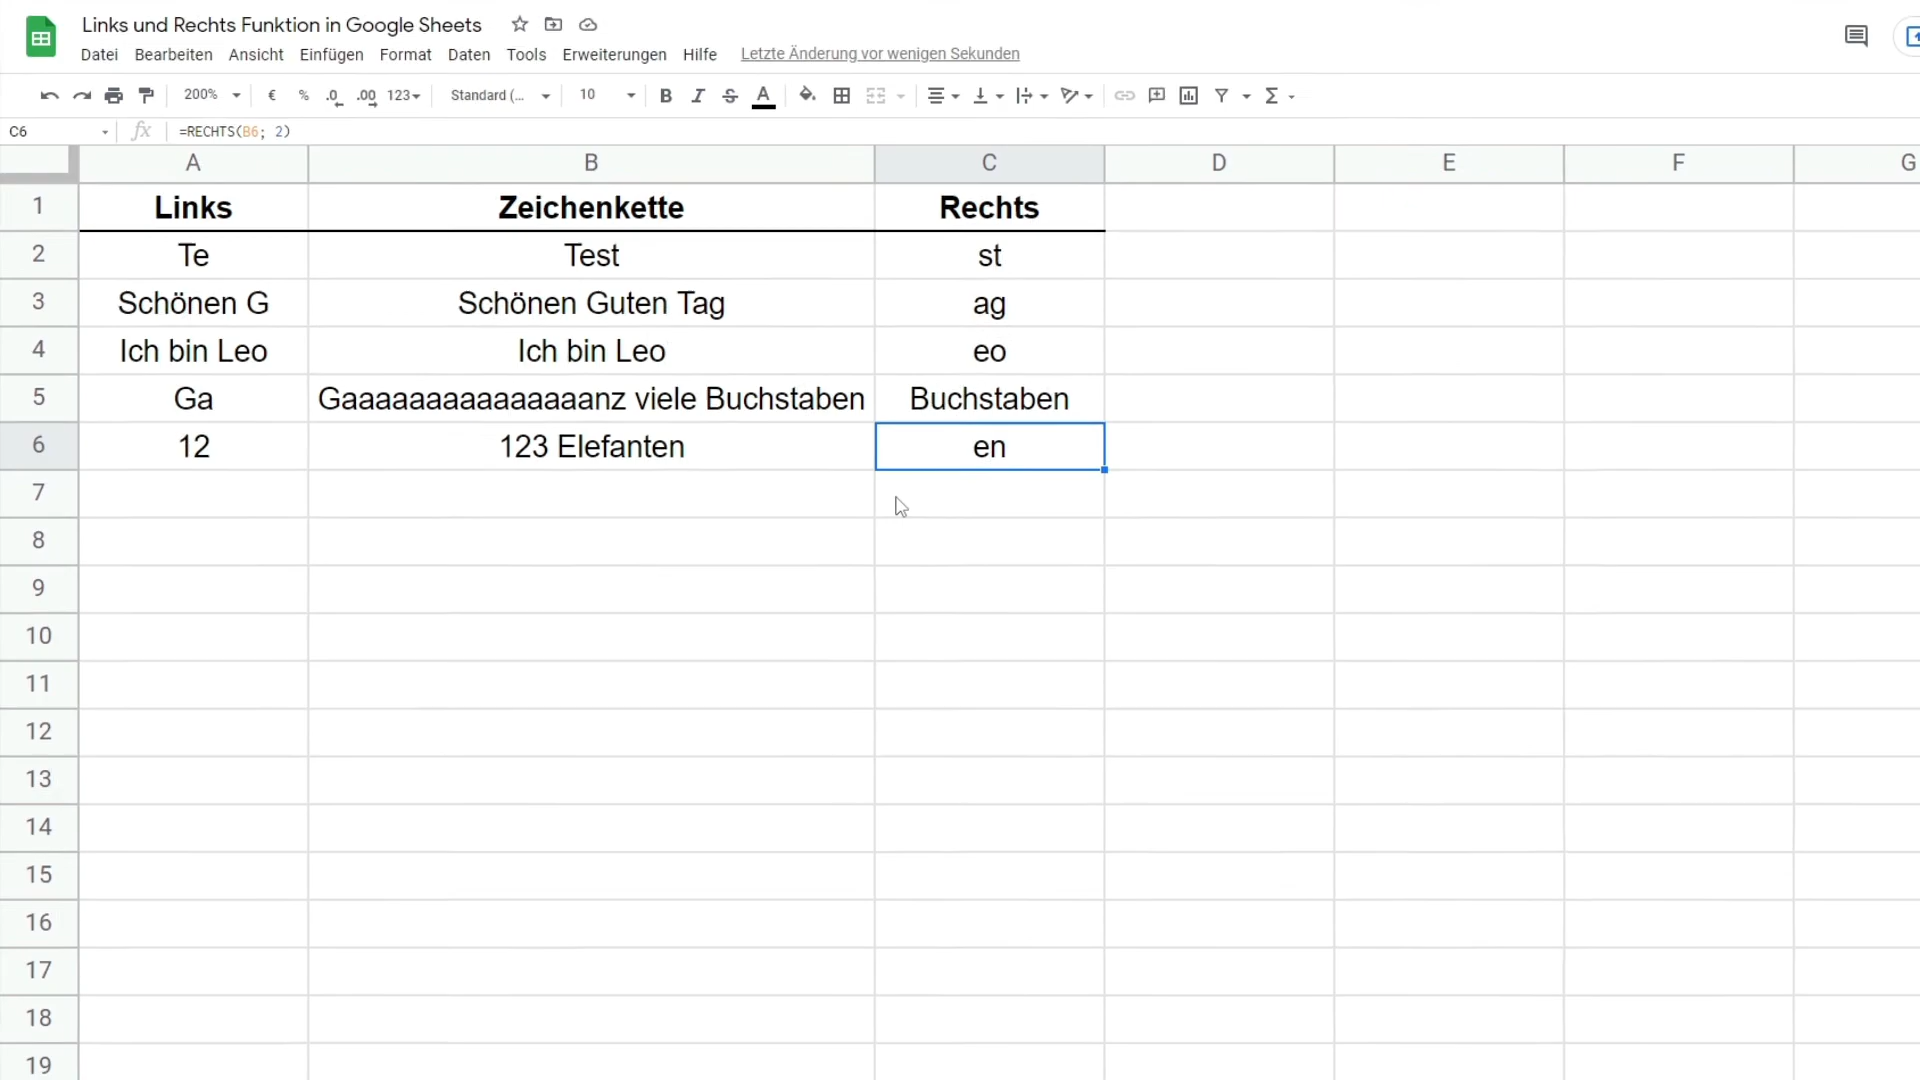 Links und Rechts Funktion in Google Sheets
Datei Bearbeiten Ansicht Einfügen Format Daten Tools Erweiterungen Hilfe Letzte Änderung vor wenigen Sekunden
200% € % .0 .00 123 Standard (... 10 B I S A Σ
C6 fx =RECHTS(B6; 2)
A B C D E F G
1 Links Zeichenkette Rechts
2 Te Test st
3 Schönen G Schönen Guten Tag ag
4 Ich bin Leo Ich bin Leo eo
5 Ga Gaaaaaaaaaaaaaaanz viele Buchstaben Buchstaben
6 12 123 Elefanten en
7
8
9
10
11
12
13
14
15
16
17
18
19